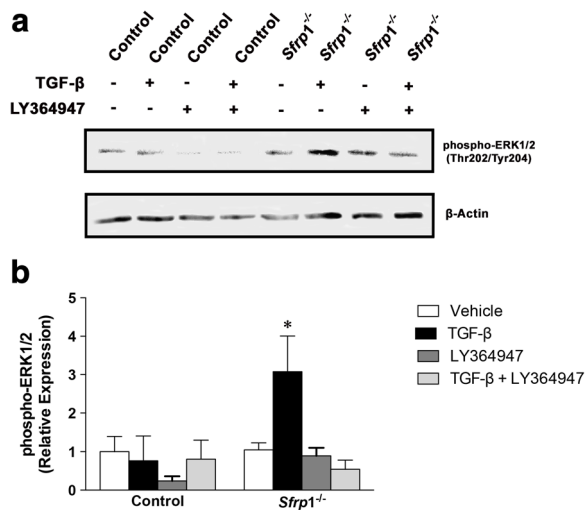 a
Control Control Control Control Sfrp1-/- Sfrp1-/- Sfrp1-/- Sfrp1-/-
TGF-β - + - + - + - +
LY364947 - - + + - - + +
phospho-ERK1/2
(Thr202/Tyr204)
β-Actin
b
phospho-ERK1/2
(Relative Expression)
5
4
3
2
1
0
*
Control Sfrp1-/-
Vehicle
TGF-β
LY364947
TGF-β + LY364947